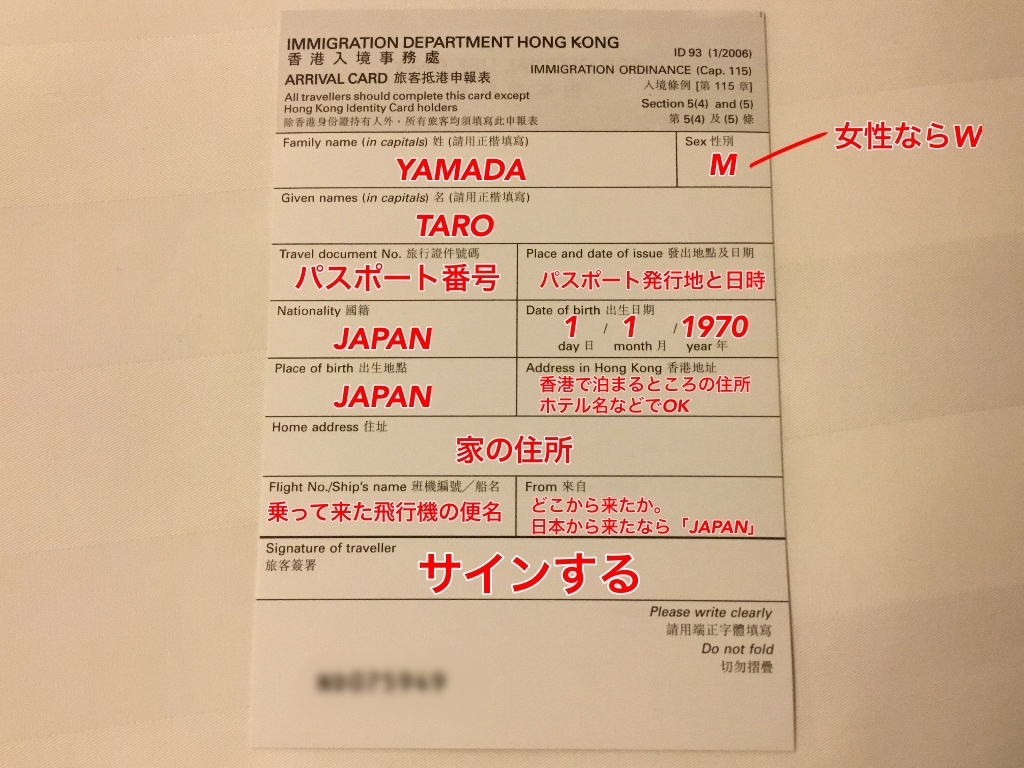 IMMIGRATION DEPARTMENT HONG KONG
香港入境事務處
ID 93 (1/2006)
ARRIVAL CARD 旅客抵港申報表
IMMIGRATION ORDINANCE (Cap. 115)
入境條例 [第 115 章]
All travellers should complete this card except
Hong Kong Identity Card holders
除香港身份證持有人外，所有旅客均須填寫此申報表
Section 5(4) and (5)
第 5(4) 及 (5) 條
Family name (in capitals) 姓 (請用正楷填寫)
YAMADA
Sex 性別
M
女性ならW
Given names (in capitals) 名 (請用正楷填寫)
TARO
Travel document No. 旅行證件號碼
パスポート番号
Place and date of issue 發出地點及日期
パスポート発行地と日時
Nationality 國籍
JAPAN
Date of birth 出生日期
1 / 1 / 1970
day 日 month 月 year 年
Place of birth 出生地點
JAPAN
Address in Hong Kong 香港地址
香港で泊まるところの住所
ホテル名などでOK
Home address 住址
家の住所
Flight No./Ship's name 班機編號／船名
乗って来た飛行機の便名
From 來自
どこから来たか。
日本から来たなら「JAPAN」
Signature of traveller
旅客簽署
サインする
Please write clearly
請用端正字體填寫
Do not fold
切勿摺疊